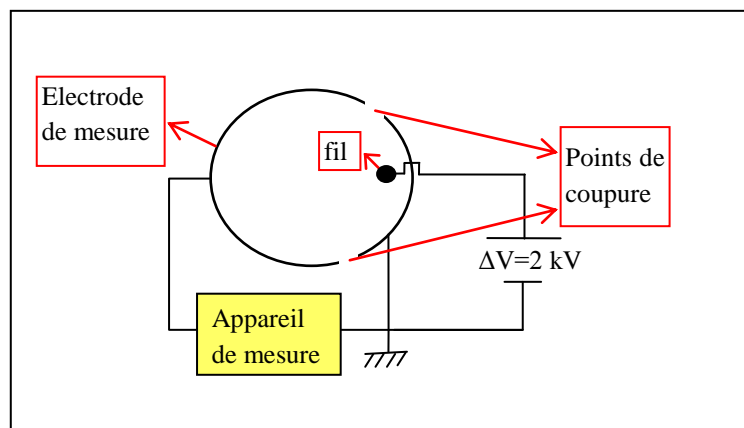 Electrode
de mesure
fil
Points de
coupure
ΔV=2 kV
Appareil
de mesure